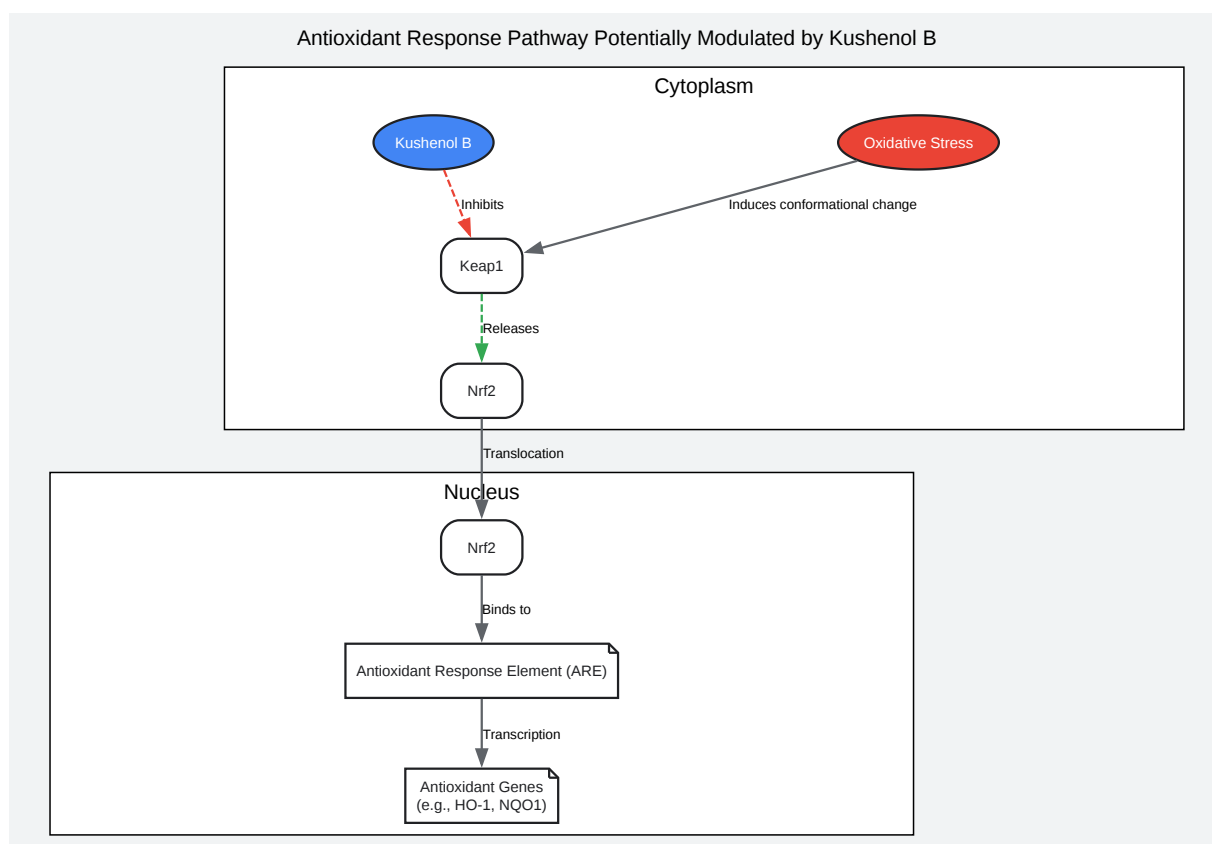 Antioxidant Response Pathway Potentially Modulated by Kushenol B
Cytoplasm
Kushenol B
Oxidative Stress
Inhibits
Induces conformational change
Keap1
Releases
Nrf2
Translocation
Nucleus
Nrf2
Binds to
Antioxidant Response Element (ARE)
Transcription
Antioxidant Genes
(e.g., HO-1, NQO1)